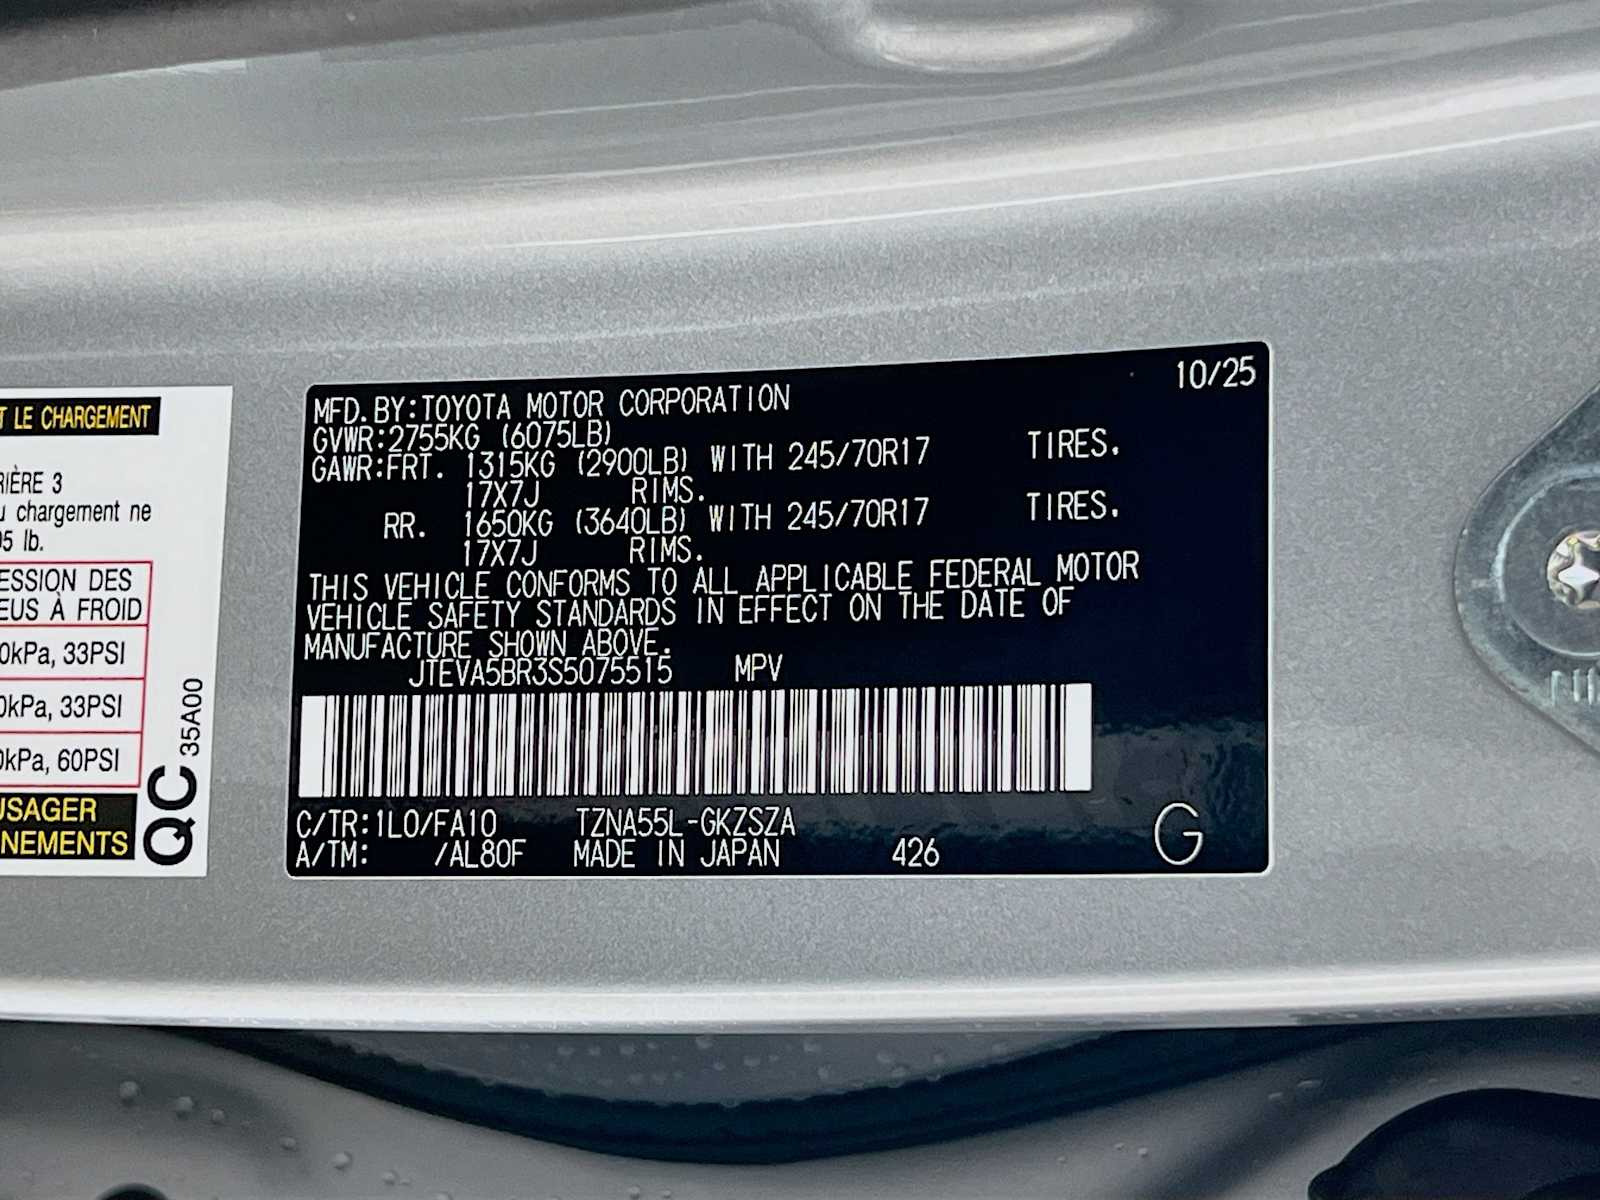 T LE CHARGEMENT
RIÈRE 3
u chargement ne
95 lb.
ESSION DES
EUS À FROID
0kPa, 33PSI
0kPa, 33PSI
0kPa, 60PSI
USAGER
NEMENTS
QC 35A00
10/25
MFD.BY:TOYOTA MOTOR CORPORATION
GVWR:2755KG (6075LB)
GAWR:FRT. 1315KG (2900LB) WITH 245/70R17 TIRES.
17X7J RIMS.
RR. 1650KG (3640LB) WITH 245/70R17 TIRES.
17X7J RIMS.
THIS VEHICLE CONFORMS TO ALL APPLICABLE FEDERAL MOTOR
VEHICLE SAFETY STANDARDS IN EFFECT ON THE DATE OF
MANUFACTURE SHOWN ABOVE.
JTEVA5BR3S5075515 MPV
C/TR:1L0/FA10 TZNA55L-GKZSZA
A/TM: /AL80F MADE IN JAPAN 426 G